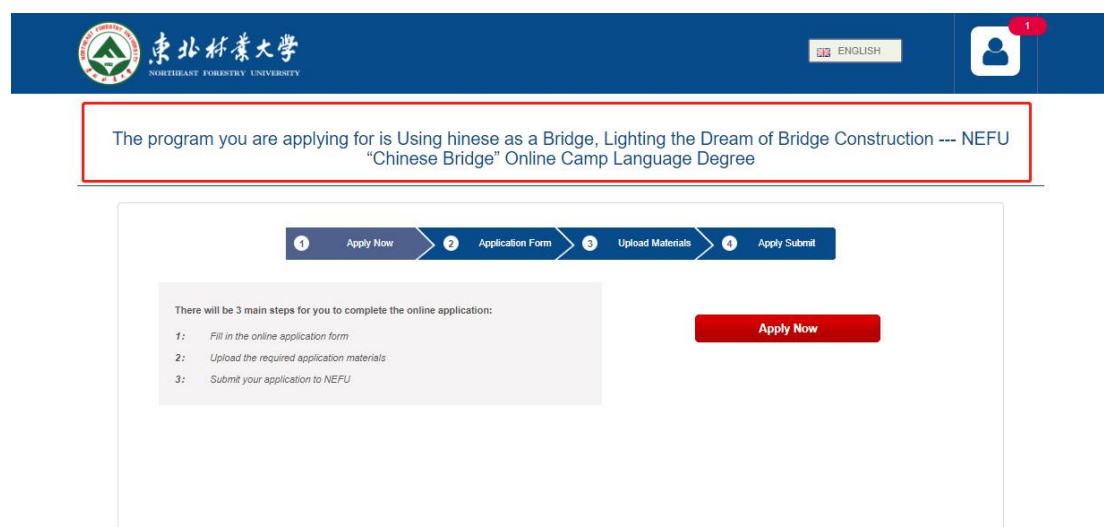 東北林業大學
NORTHEAST FORESTRY UNIVERSITY
ENGLISH
1
The program you are applying for is Using hinese as a Bridge, Lighting the Dream of Bridge Construction --- NEFU
“Chinese Bridge” Online Camp Language Degree
1 Apply Now 2 Application Form 3 Upload Materials 4 Apply Submit
There will be 3 main steps for you to complete the online application:
1: Fill in the online application form
2: Upload the required application materials
3: Submit your application to NEFU
Apply Now